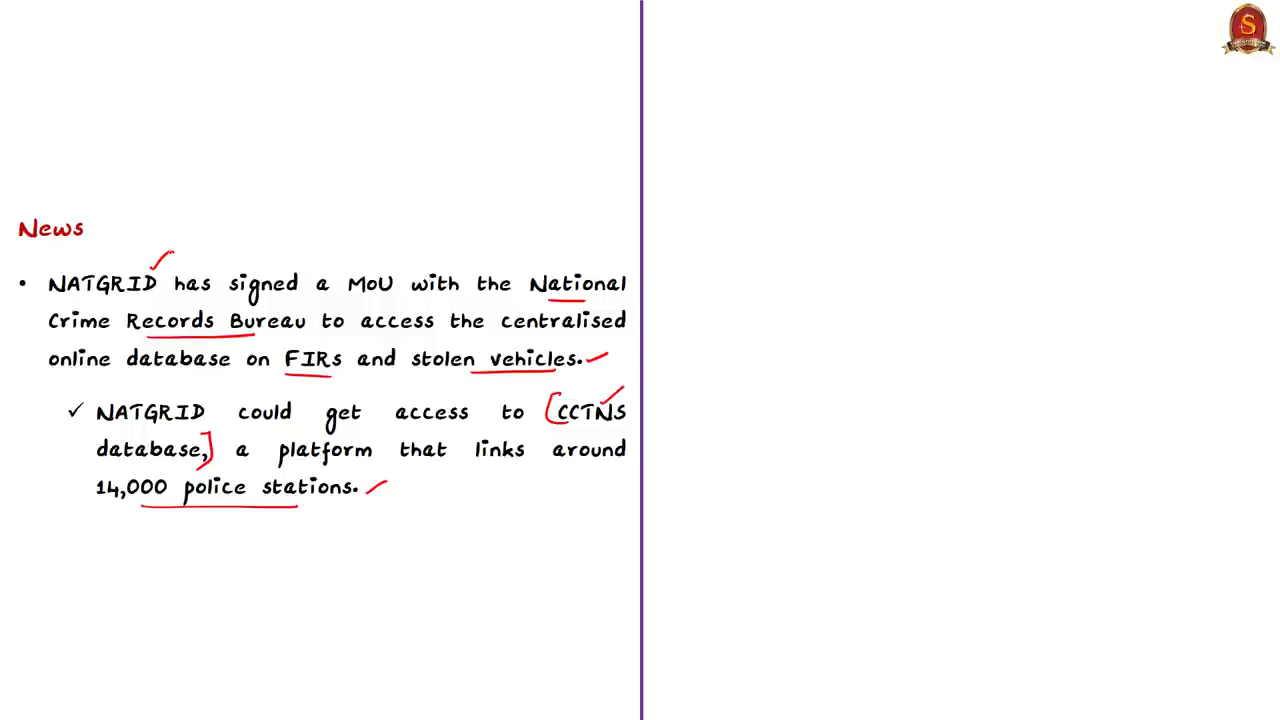 News
• NATGRID has signed a MoU with the National
Crime Records Bureau to access the centralised
online database on FIRs and stolen vehicles.
✓ NATGRID could get access to CCTNS
database, a platform that links around
14,000 police stations.
S